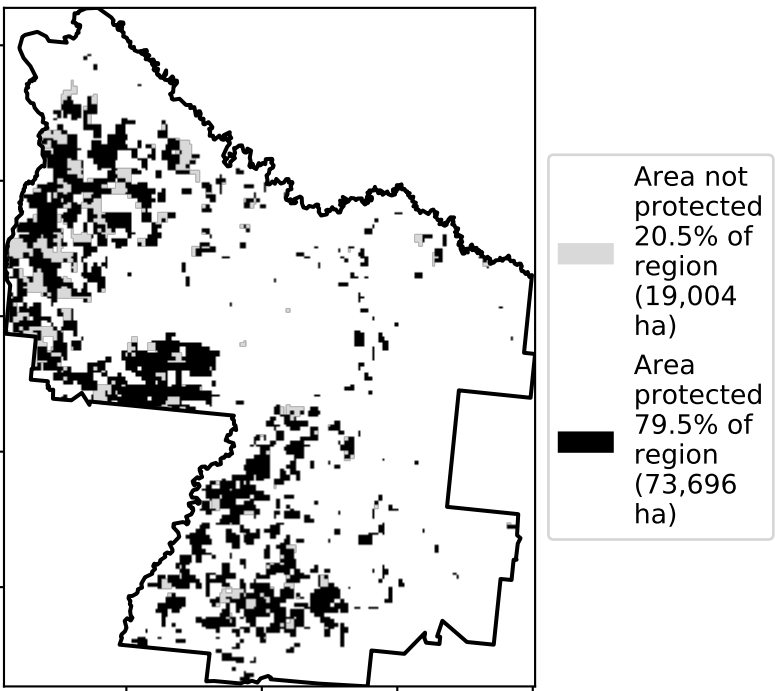 Area not
protected
20.5% of
region
(19,004
ha)
Area
protected
79.5% of
region
(73,696
ha)